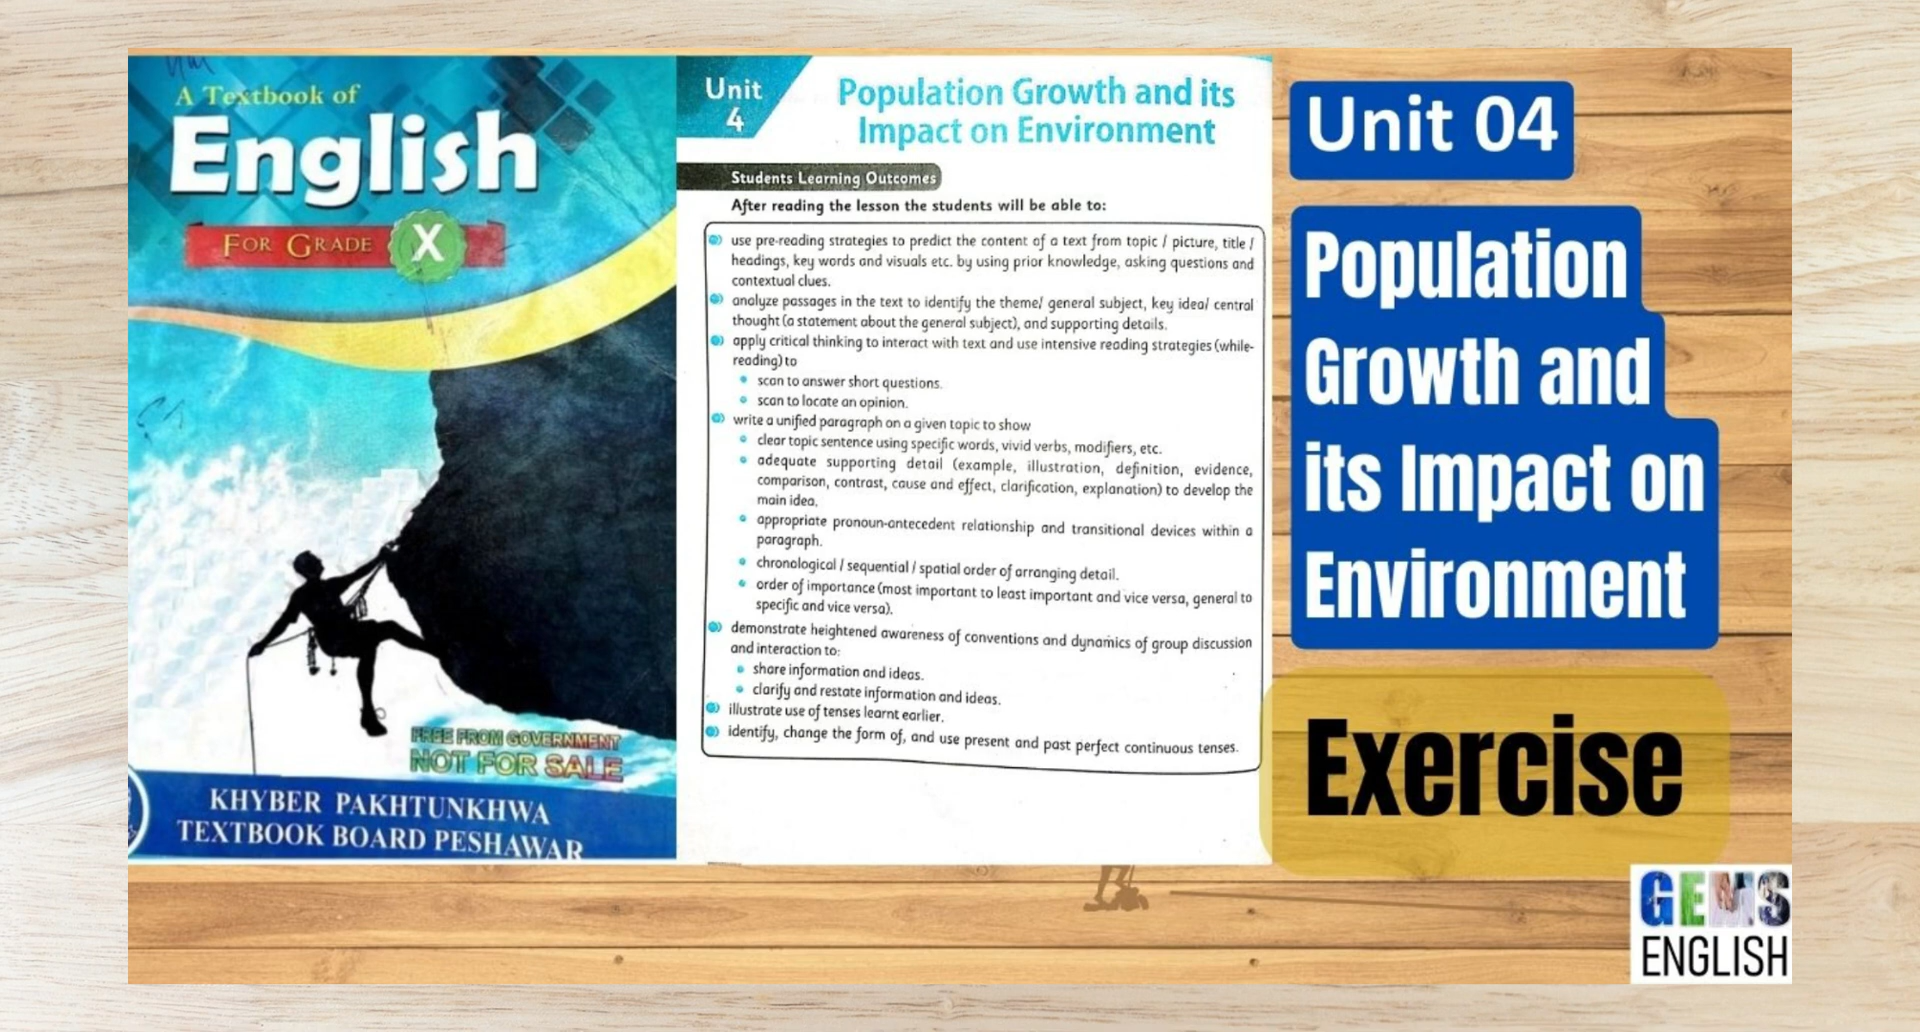 A Textbook of
English
FOR GRADE X
FREE FROM GOVERNMENT
NOT FOR SALE
KHYBER PAKHTUNKHWA
TEXTBOOK BOARD PESHAWAR
Unit
4
Population Growth and its
Impact on Environment
Students Learning Outcomes
After reading the lesson the students will be able to:
use pre-reading strategies to predict the content of a text from topic / picture, title /
headings, key words and visuals etc. by using prior knowledge, asking questions and
contextual clues.
analyze passages in the text to identify the theme/ general subject, key idea/ central
thought (a statement about the general subject), and supporting details.
apply critical thinking to interact with text and use intensive reading strategies (while-
reading) to
scan to answer short questions.
scan to locate an opinion.
write a unified paragraph on a given topic to show
clear topic sentence using specific words, vivid verbs, modifiers, etc.
adequate supporting detail (example, illustration, definition, evidence,
comparison, contrast, cause and effect, clarification, explanation) to develop the
main idea.
appropriate pronoun-antecedent relationship and transitional devices within a
paragraph.
chronological / sequential / spatial order of arranging detail.
order of importance (most important to least important and vice versa, general to
specific and vice versa).
demonstrate heightened awareness of conventions and dynamics of group discussion
and interaction to:
share information and ideas.
clarify and restate information and ideas.
illustrate use of tenses learnt earlier.
identify, change the form of, and use present and past perfect continuous tenses.
Unit 04
Population
Growth and
its Impact on
Environment
Exercise
GEMS
ENGLISH